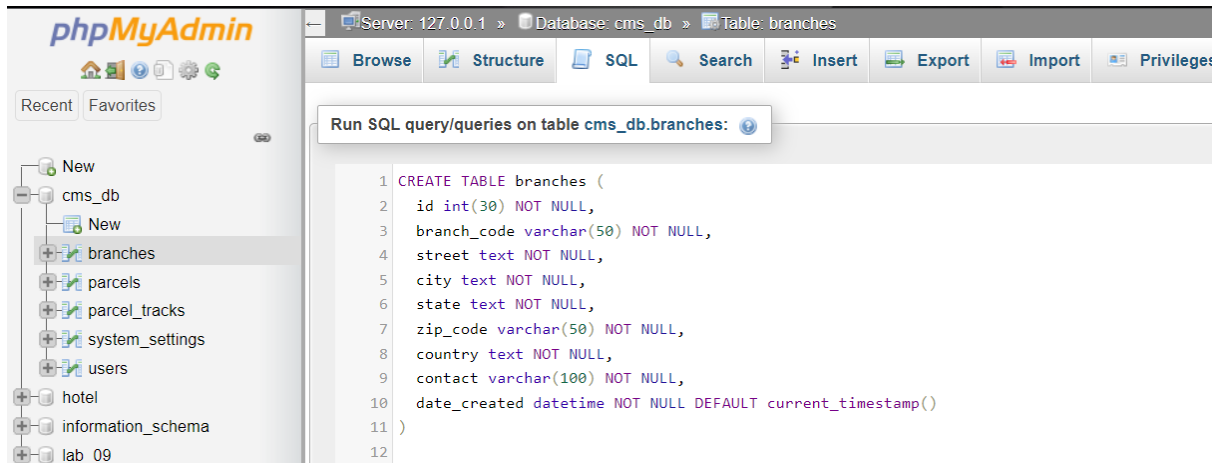 phpMyAdmin
Recent Favorites
New
cms_db
New
branches
parcels
parcel_tracks
system_settings
users
hotel
information_schema
lab_09
← Server: 127.0.0.1 » Database: cms_db » Table: branches
Browse Structure SQL Search Insert Export Import Privileges
Run SQL query/queries on table cms_db.branches:
1 CREATE TABLE branches (
2 id int(30) NOT NULL,
3 branch_code varchar(50) NOT NULL,
4 street text NOT NULL,
5 city text NOT NULL,
6 state text NOT NULL,
7 zip_code varchar(50) NOT NULL,
8 country text NOT NULL,
9 contact varchar(100) NOT NULL,
10 date_created datetime NOT NULL DEFAULT current_timestamp()
11 )
12